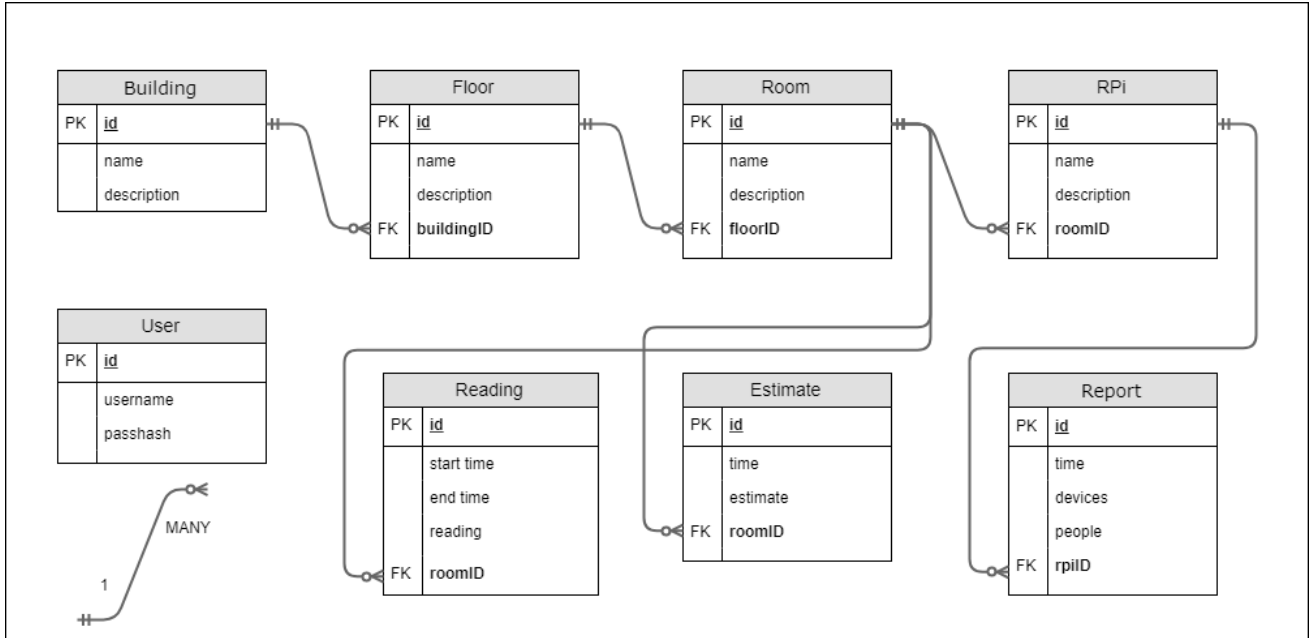 Building
PK id
name
description
Floor
PK id
name
description
FK buildingID
Room
PK id
name
description
FK floorID
RPi
PK id
name
description
FK roomID
User
PK id
username
passhash
Reading
PK id
start time
end time
reading
FK roomID
Estimate
PK id
time
estimate
FK roomID
Report
PK id
time
devices
people
FK rpiID
MANY
1